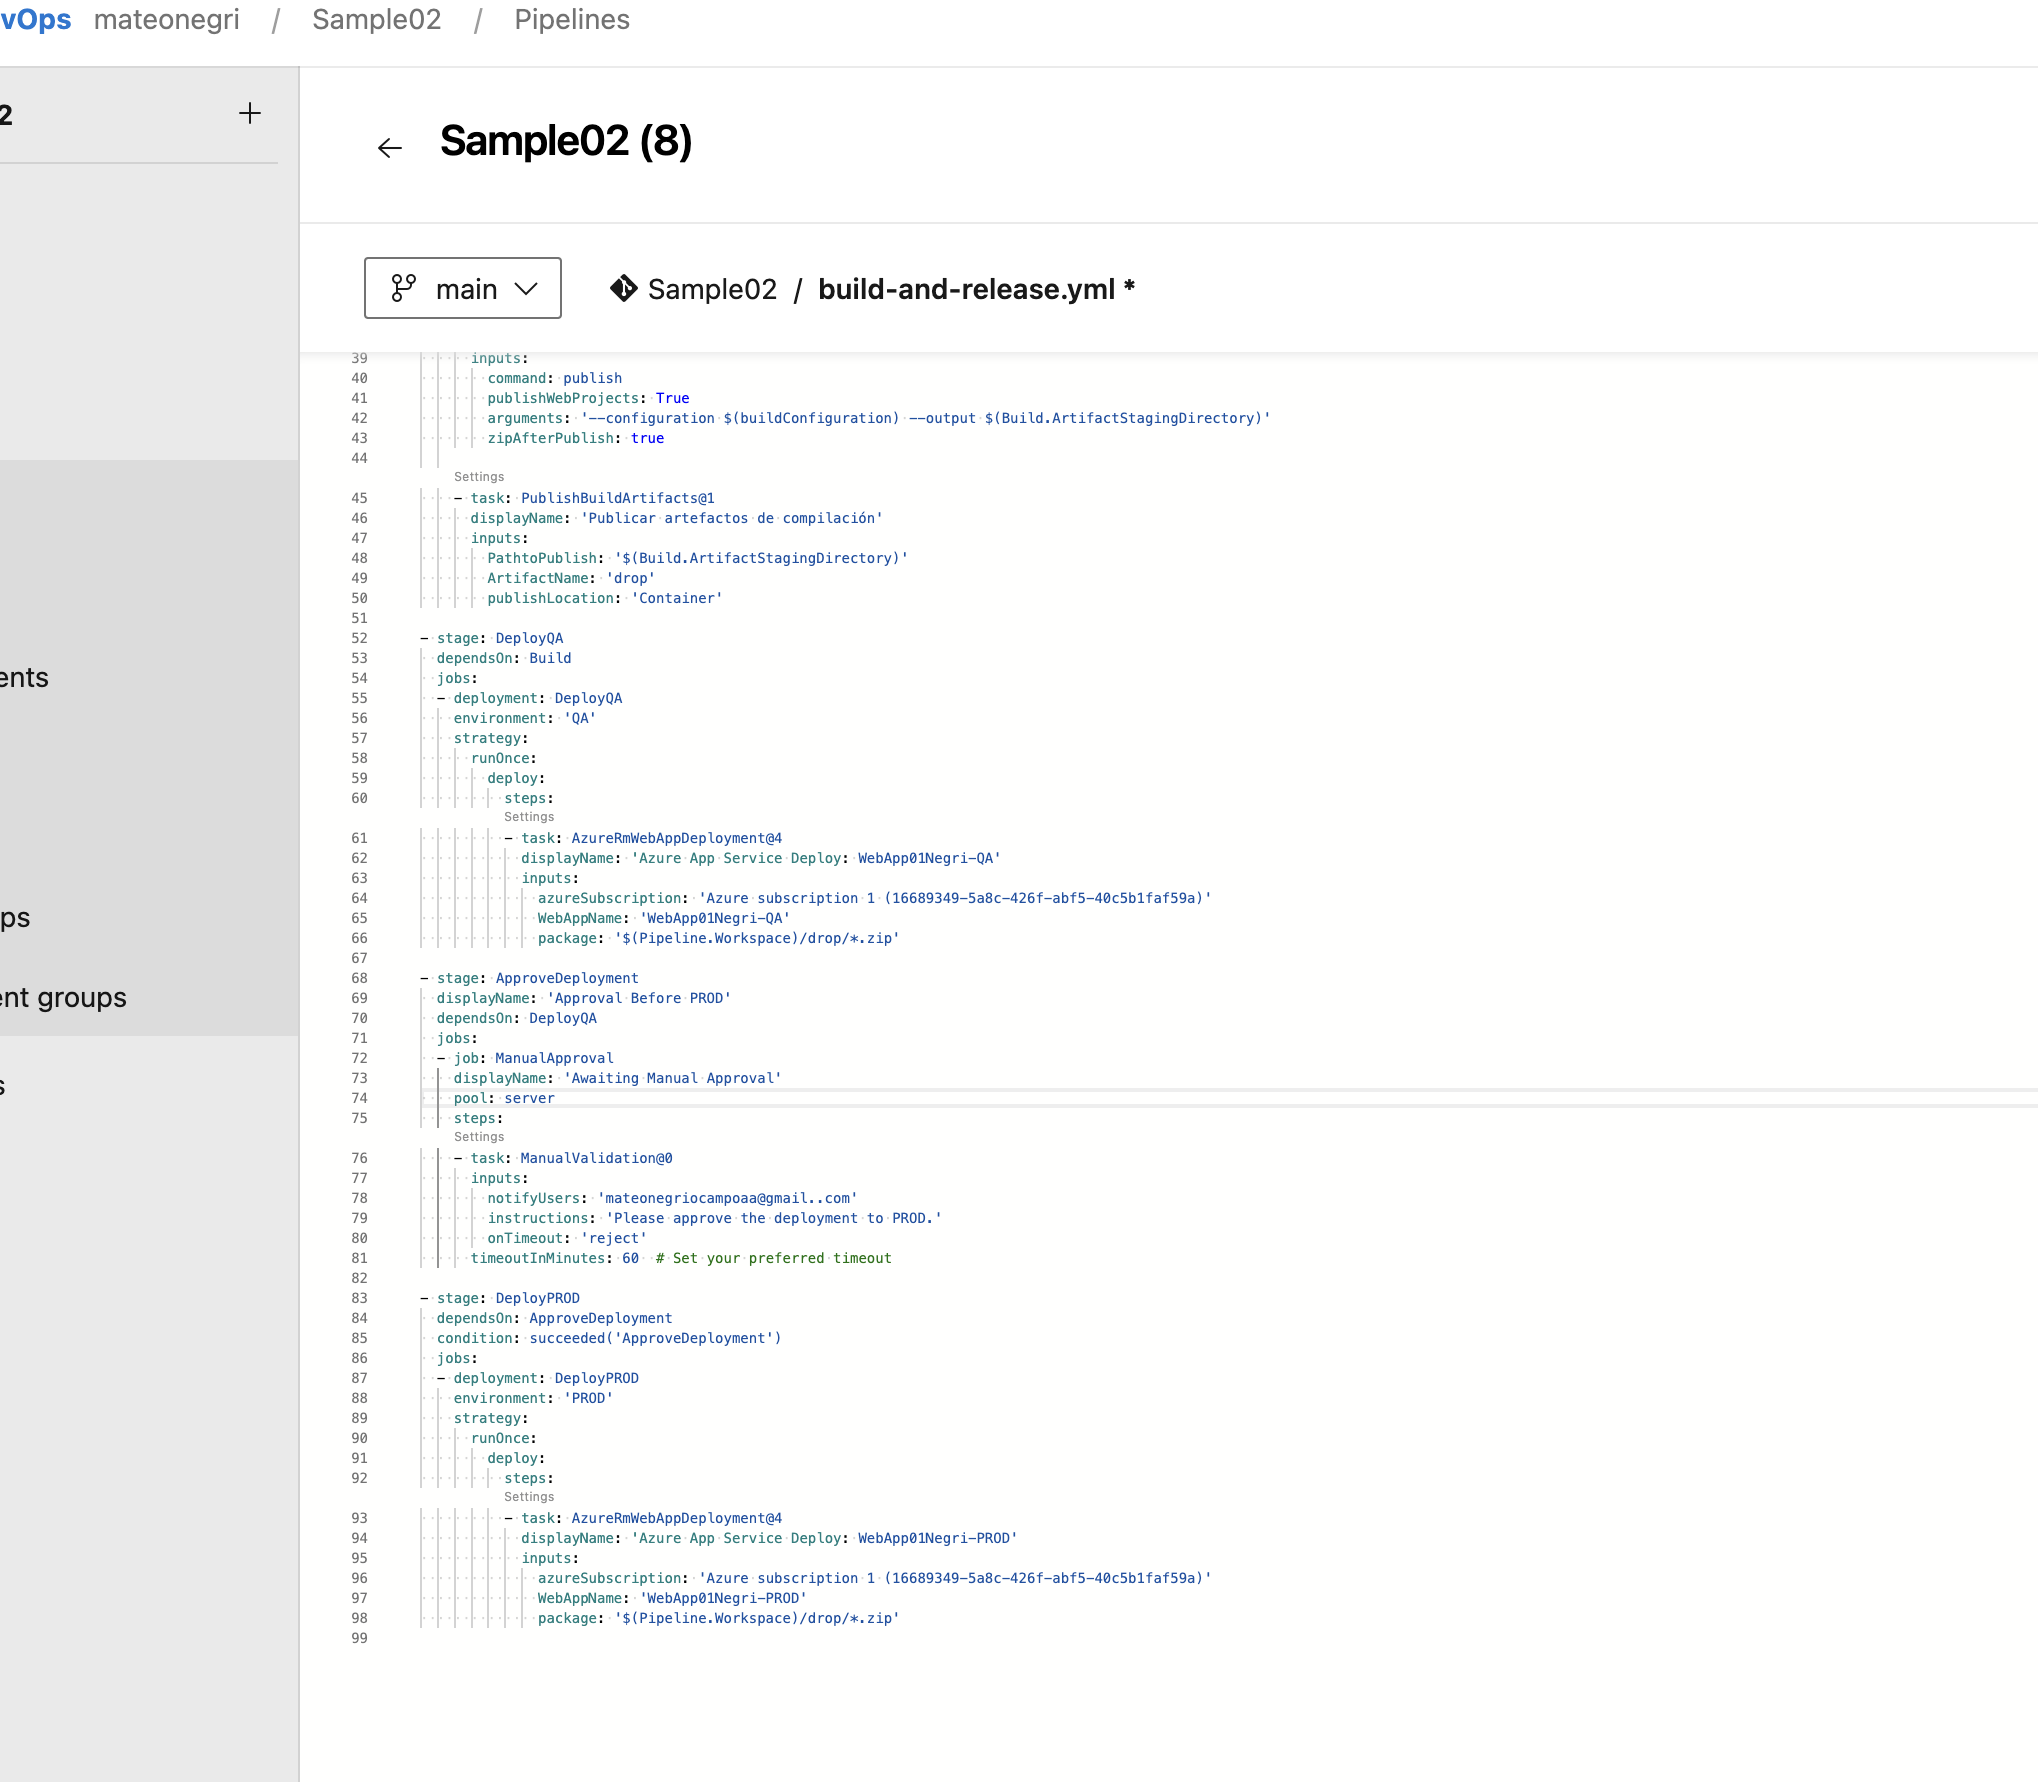 vOps mateonegri / Sample02 / Pipelines
2
Sample02 (8)
main
Sample02 / build-and-release.yml *
ents
ps
ent groups
s
39 inputs:
40 command: publish
41 publishWebProjects: True
42 arguments: '--configuration $(buildConfiguration) --output $(Build.ArtifactStagingDirectory)'
43 zipAfterPublish: true
44
Settings
45 - task: PublishBuildArtifacts@1
46 displayName: 'Publicar artefactos de compilación'
47 inputs:
48 PathtoPublish: '$(Build.ArtifactStagingDirectory)'
49 ArtifactName: 'drop'
50 publishLocation: 'Container'
51
52 - stage: DeployQA
53 dependsOn: Build
54 jobs:
55 - deployment: DeployQA
56 environment: 'QA'
57 strategy:
58 runOnce:
59 deploy:
60 steps:
Settings
61 - task: AzureRmWebAppDeployment@4
62 displayName: 'Azure App Service Deploy: WebApp01Negri-QA'
63 inputs:
64 azureSubscription: 'Azure subscription 1 (16689349-5a8c-426f-abf5-40c5b1faf59a)'
65 WebAppName: 'WebApp01Negri-QA'
66 package: '$(Pipeline.Workspace)/drop/*.zip'
67
68 - stage: ApproveDeployment
69 displayName: 'Approval Before PROD'
70 dependsOn: DeployQA
71 jobs:
72 - job: ManualApproval
73 displayName: 'Awaiting Manual Approval'
74 pool: server
75 steps:
Settings
76 - task: ManualValidation@0
77 inputs:
78 notifyUsers: 'mateonegriocampoaa@gmail..com'
79 instructions: 'Please approve the deployment to PROD.'
80 onTimeout: 'reject'
81 timeoutInMinutes: 60 # Set your preferred timeout
82
83 - stage: DeployPROD
84 dependsOn: ApproveDeployment
85 condition: succeeded('ApproveDeployment')
86 jobs:
87 - deployment: DeployPROD
88 environment: 'PROD'
89 strategy:
90 runOnce:
91 deploy:
92 steps:
Settings
93 - task: AzureRmWebAppDeployment@4
94 displayName: 'Azure App Service Deploy: WebApp01Negri-PROD'
95 inputs:
96 azureSubscription: 'Azure subscription 1 (16689349-5a8c-426f-abf5-40c5b1faf59a)'
97 WebAppName: 'WebApp01Negri-PROD'
98 package: '$(Pipeline.Workspace)/drop/*.zip'
99